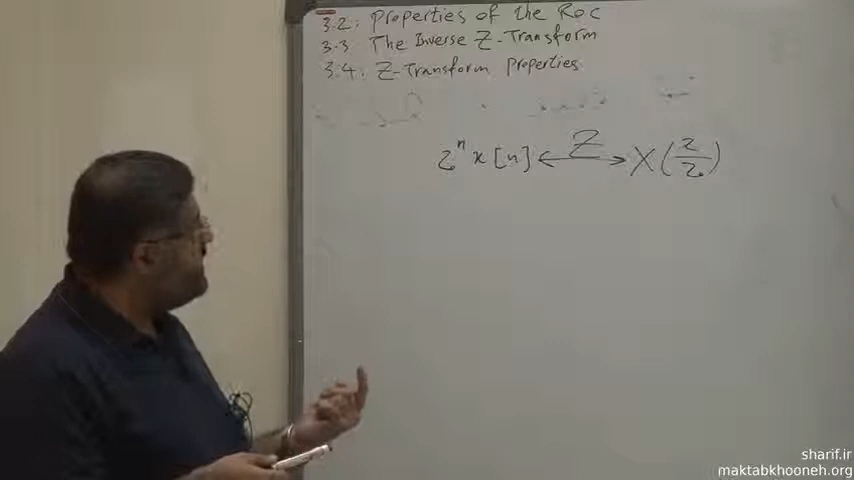 3.2: Properties of the Roc
3.3 The Inverse Z-Transform
3.4: Z-Transform Properties
z₀ⁿ x[n] ⟷ Z X(z/z₀)
sharif.ir
maktabkhooneh.org